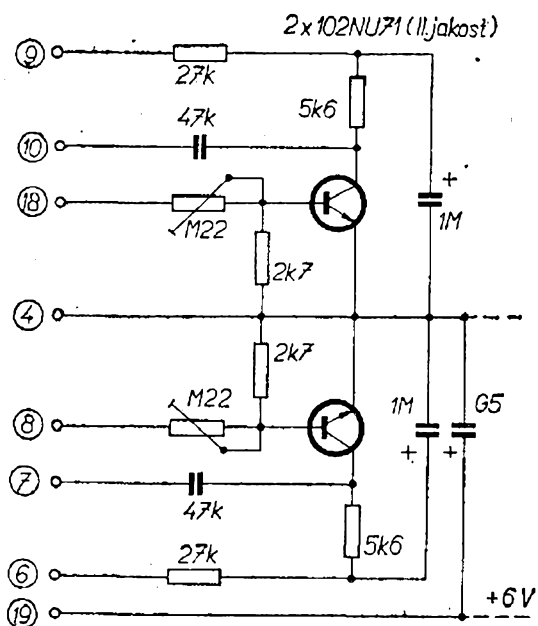 2x102NU71 (II.jakost)
9
27k
5k6
47k
10
+
18
M22
1M
2k7
4
2k7
M22
1M
G5
8
+
+
7
47k
5k6
27k
6
+6V
19